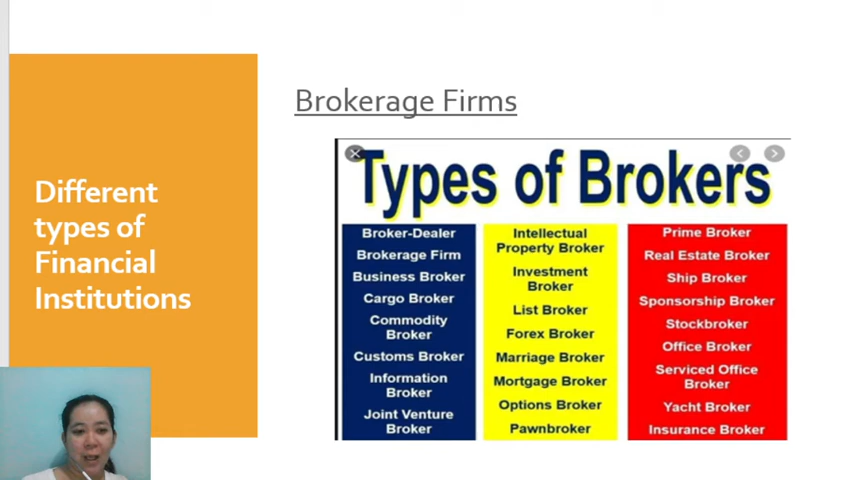 Different
types of
Financial
Institutions
Brokerage Firms
Types of Brokers
Broker-Dealer
Brokerage Firm
Business Broker
Cargo Broker
Commodity
Broker
Customs Broker
Information
Broker
Joint Venture
Broker
Intellectual
Property Broker
Investment
Broker
List Broker
Forex Broker
Marriage Broker
Mortgage Broker
Options Broker
Pawnbroker
Prime Broker
Real Estate Broker
Ship Broker
Sponsorship Broker
Stockbroker
Office Broker
Serviced Office
Broker
Yacht Broker
Insurance Broker